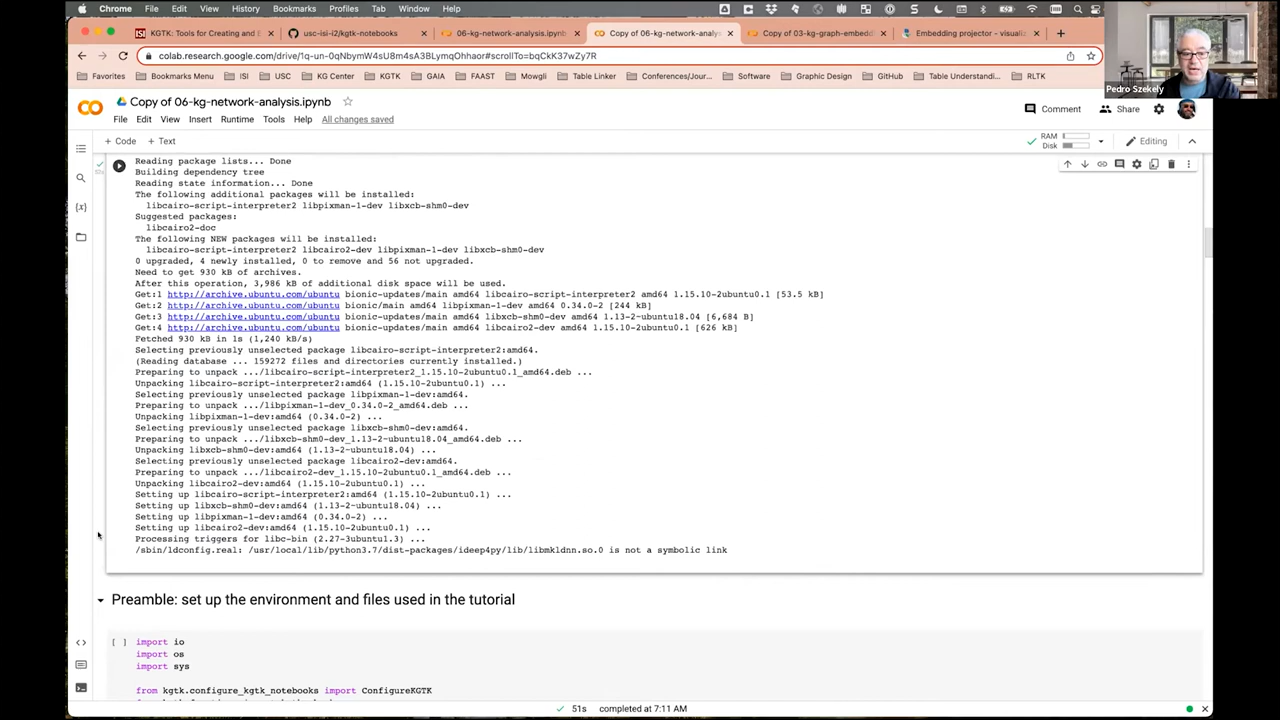 Chrome File Edit View History Bookmarks Profiles Tab Window Help
KGTK: Tools for Creating and E
usc-isi-i2/kgtk-notebooks
06-kg-network-analysis.ipynb
Copy of 06-kg-network-analys
Copy of 03-kg-graph-embedd
Embedding projector - visualiz
colab.research.google.com/drive/1q-un-0qNbymW4sU8m4sA3BLymqOhhaor#scrollTo=bqCkK37wZy7R
Favorites Bookmarks Menu ISI USC KG Center KGTK GAIA FAAST Mowgli Table Linker Conferences/Jour... Software Graphic Design GitHub Table Understandi... RLTK
Pedro Szekely
Copy of 06-kg-network-analysis.ipynb
Comment Share
File Edit View Insert Runtime Tools Help All changes saved
+ Code + Text
RAM
Disk
Editing
Reading package lists... Done
Building dependency tree
Reading state information... Done
The following additional packages will be installed:
libcairo-script-interpreter2 libpixman-1-dev libxcb-shm0-dev
Suggested packages:
libcairo2-doc
The following NEW packages will be installed:
libcairo-script-interpreter2 libcairo2-dev libpixman-1-dev libxcb-shm0-dev
0 upgraded, 4 newly installed, 0 to remove and 56 not upgraded.
Need to get 930 kB of archives.
After this operation, 3,986 kB of additional disk space will be used.
Get:1 http://archive.ubuntu.com/ubuntu bionic-updates/main amd64 libcairo-script-interpreter2 amd64 1.15.10-2ubuntu0.1 [53.5 kB]
Get:2 http://archive.ubuntu.com/ubuntu bionic/main amd64 libpixman-1-dev amd64 0.34.0-2 [244 kB]
Get:3 http://archive.ubuntu.com/ubuntu bionic-updates/main amd64 libxcb-shm0-dev amd64 1.13-2~ubuntu18.04 [6,684 B]
Get:4 http://archive.ubuntu.com/ubuntu bionic-updates/main amd64 libcairo2-dev amd64 1.15.10-2ubuntu0.1 [626 kB]
Fetched 930 kB in 1s (1,240 kB/s)
Selecting previously unselected package libcairo-script-interpreter2:amd64.
(Reading database ... 159272 files and directories currently installed.)
Preparing to unpack .../libcairo-script-interpreter2_1.15.10-2ubuntu0.1_amd64.deb ...
Unpacking libcairo-script-interpreter2:amd64 (1.15.10-2ubuntu0.1) ...
Selecting previously unselected package libpixman-1-dev:amd64.
Preparing to unpack .../libpixman-1-dev_0.34.0-2_amd64.deb ...
Unpacking libpixman-1-dev:amd64 (0.34.0-2) ...
Selecting previously unselected package libxcb-shm0-dev:amd64.
Preparing to unpack .../libxcb-shm0-dev_1.13-2~ubuntu18.04_amd64.deb ...
Unpacking libxcb-shm0-dev:amd64 (1.13-2~ubuntu18.04) ...
Selecting previously unselected package libcairo2-dev:amd64.
Preparing to unpack .../libcairo2-dev_1.15.10-2ubuntu0.1_amd64.deb ...
Unpacking libcairo2-dev:amd64 (1.15.10-2ubuntu0.1) ...
Setting up libcairo-script-interpreter2:amd64 (1.15.10-2ubuntu0.1) ...
Setting up libxcb-shm0-dev:amd64 (1.13-2~ubuntu18.04) ...
Setting up libpixman-1-dev:amd64 (0.34.0-2) ...
Setting up libcairo2-dev:amd64 (1.15.10-2ubuntu0.1) ...
Processing triggers for libc-bin (2.27-3ubuntu1.3) ...
/sbin/ldconfig.real: /usr/local/lib/python3.7/dist-packages/ideep4py/lib/libmkldnn.so.0 is not a symbolic link
Preamble: set up the environment and files used in the tutorial
[ ] import io
import os
import sys
from kgtk.configure_kgtk_notebooks import ConfigureKGTK
51s completed at 7:11 AM